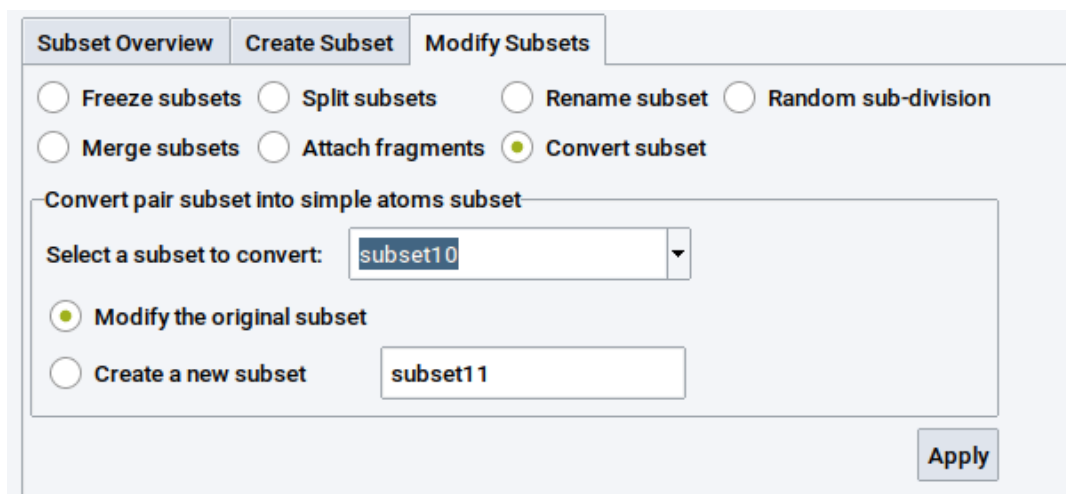 Subset Overview Create Subset Modify Subsets
Freeze subsets Split subsets Rename subset Random sub-division
Merge subsets Attach fragments Convert subset
Convert pair subset into simple atoms subset
Select a subset to convert: subset10
Modify the original subset
Create a new subset subset11
Apply